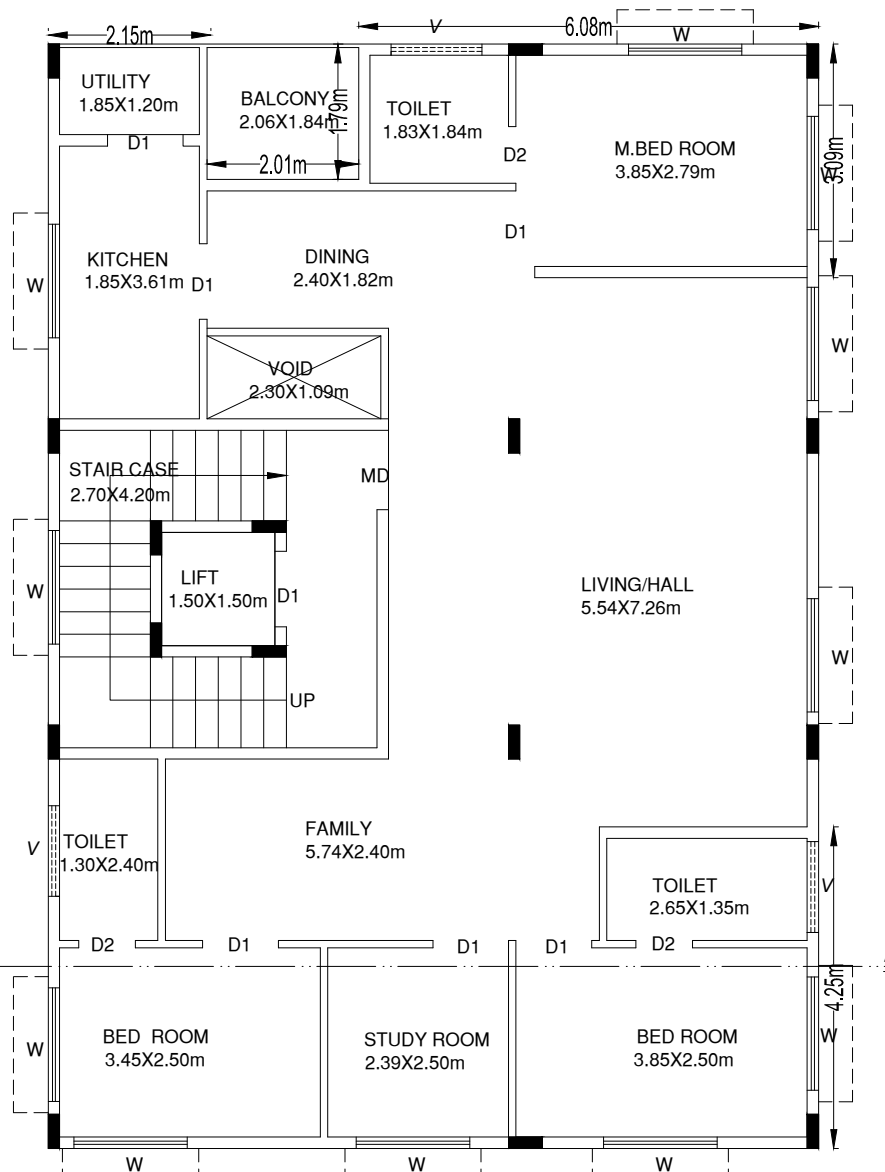 2.15m
V
6.08m
W
UTILITY
1.85X1.20m
BALCONY
2.06X1.84m
1.79m
2.01m
TOILET
1.83X1.84m
D1
D2
M.BED ROOM
3.85X2.79m
3.09m
W
D1
KITCHEN
1.85X3.61m
D1
DINING
2.40X1.82m
W
W
VOID
2.30X1.09m
STAIR CASE
2.70X4.20m
MD
W
LIFT
1.50X1.50m
D1
LIVING/HALL
5.54X7.26m
W
UP
V
TOILET
1.30X2.40m
FAMILY
5.74X2.40m
TOILET
2.65X1.35m
V
D2
D1
D1
D1
D2
4.25m
W
BED ROOM
3.45X2.50m
STUDY ROOM
2.39X2.50m
BED ROOM
3.85X2.50m
W
W
W
W